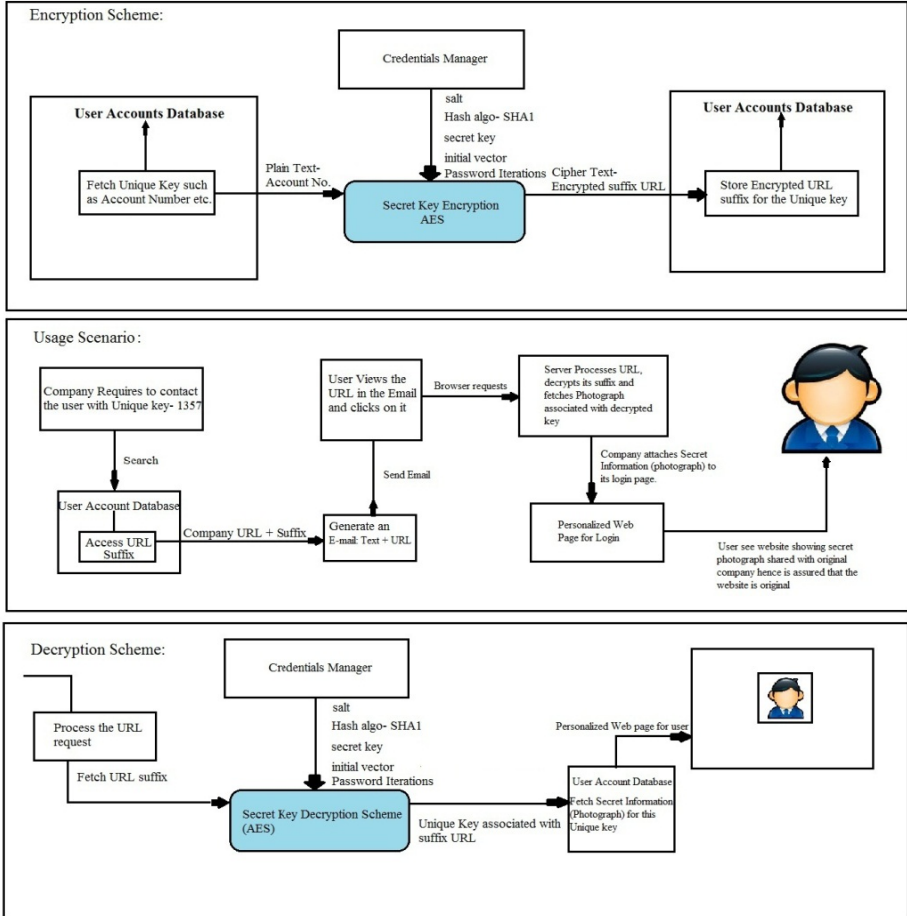 Encryption Scheme:
Credentials Manager
salt
Hash algo- SHA1
secret key
initial vector
Password Iterations
User Accounts Database
Fetch Unique Key such
as Account Number etc.
Plain Text-
Account No.
Secret Key Encryption
AES
Cipher Text-
Encrypted suffix URL
User Accounts Database
Store Encrypted URL
suffix for the Unique key
Usage Scenario :
Company Requires to contact
the user with Unique key- 1357
Search
User Account Database
Access URL
Suffix
Company URL + Suffix
Generate an
E-mail: Text + URL
Send Email
User Views the
URL in the Email
and clicks on it
Browser requests
Server Processes URL,
decrypts its suffix and
fetches Photograph
associated with decrypted
key
Company attaches Secret
Information (photograph) to
its login page.
Personalized Web
Page for Login
User see website showing secret
photograph shared with original
company hence is assured that the
website is original
Decryption Scheme:
Credentials Manager
salt
Hash algo- SHA1
secret key
initial vector
Password Iterations
Process the URL
request
Fetch URL suffix
Secret Key Decryption Scheme
(AES)
Unique Key associated with
suffix URL
User Account Database
Fetch Secret Information
(Photograph) for this
Unique key
Personalized Web page for user